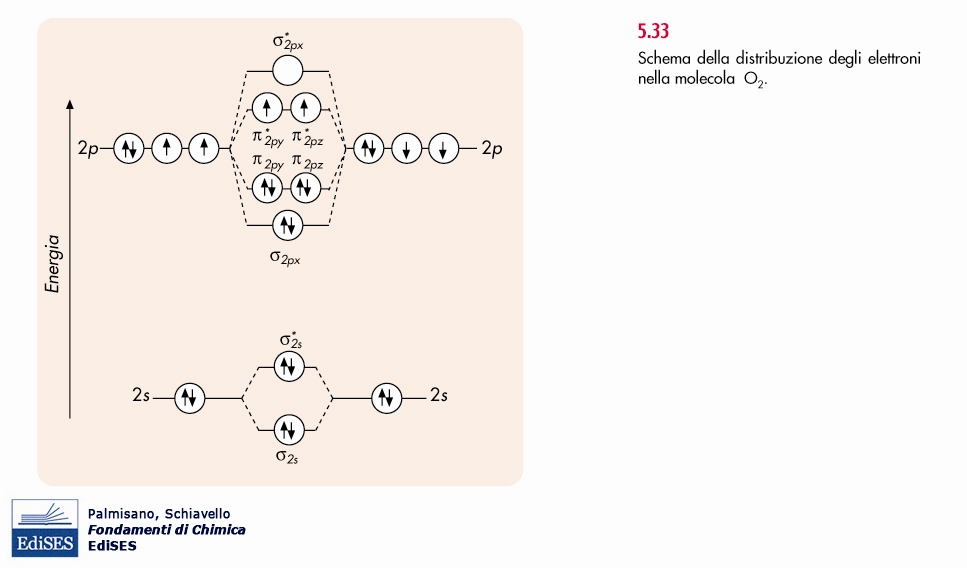 5.33
Schema della distribuzione degli elettroni
nella molecola O₂.
σ*2px
π*2py π*2pz
2p 2p
π2py π2pz
σ2px
Energia
σ*2s
2s 2s
σ2s
EdiSES
Palmisano, Schiavello
Fondamenti di Chimica
EdiSES